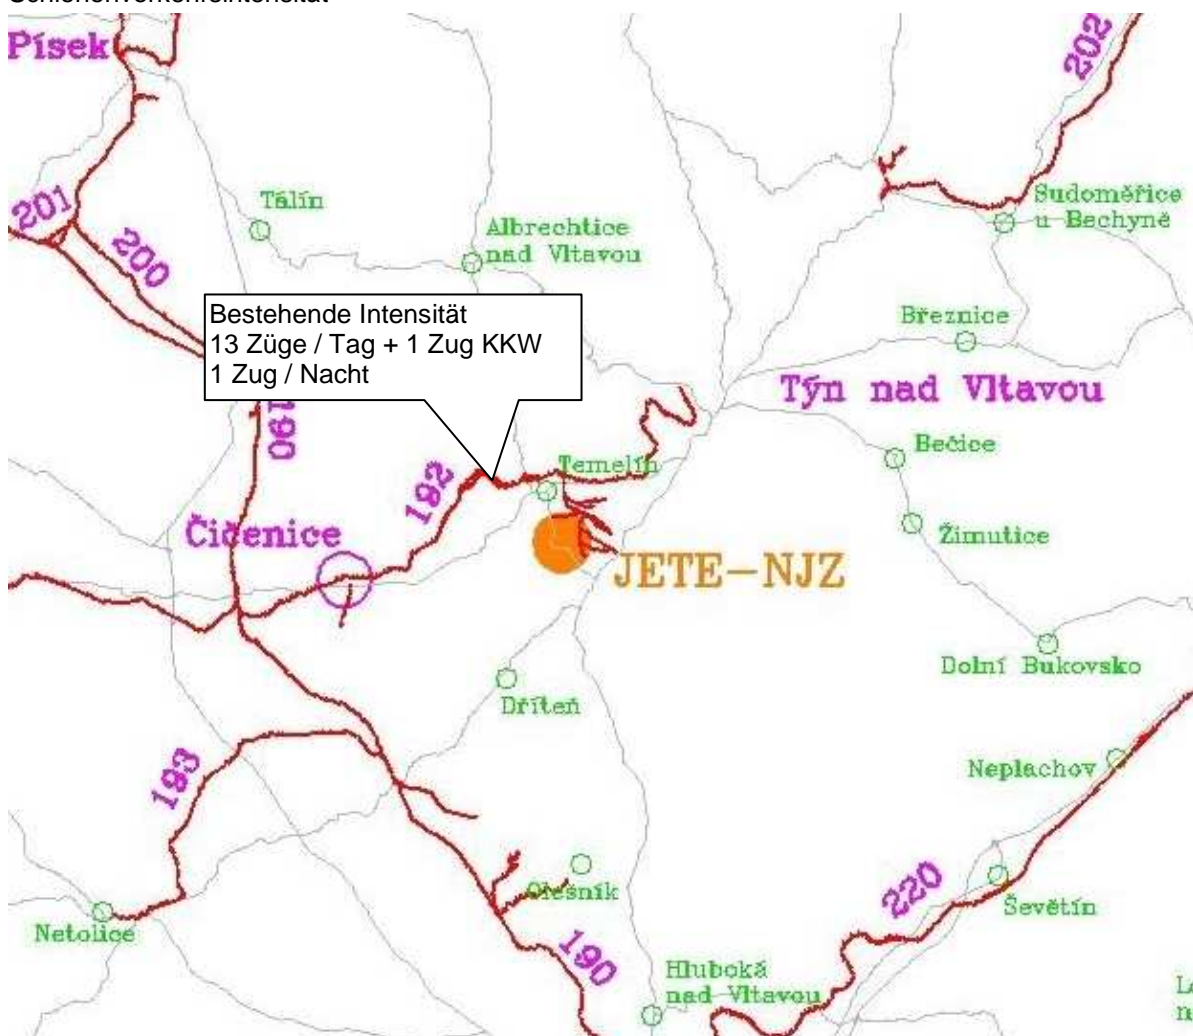 Schienenverkehrsintensität
Písek
202
201
200
Tálín
Albrechtice
nad Vltavou
Sudoměřice
u Bechyně
Bestehende Intensität
13 Züge / Tag + 1 Zug KKW
1 Zug / Nacht
Březnice
Týn nad Vltavou
190
Bečice
Temelín
192
Čičenice
Žimutice
JETE-NJZ
Dolní Bukovsko
Dříteň
193
Neplachov
Olešník
220
Ševětín
Netolice
190
Hluboká
nad Vltavou